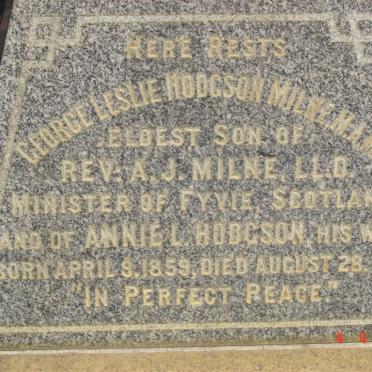 HERE RESTS
GEORGE LESLIE HODGSON MILNE, M.A.
ELDEST SON OF
REV. A. J. MILNE, LL.D.
MINISTER OF FYVIE, SCOTLAN
AND OF ANNIE L. HODGSON, HIS W
BORN APRIL 9, 1859, DIED AUGUST 28,
"IN PERFECT PEACE."